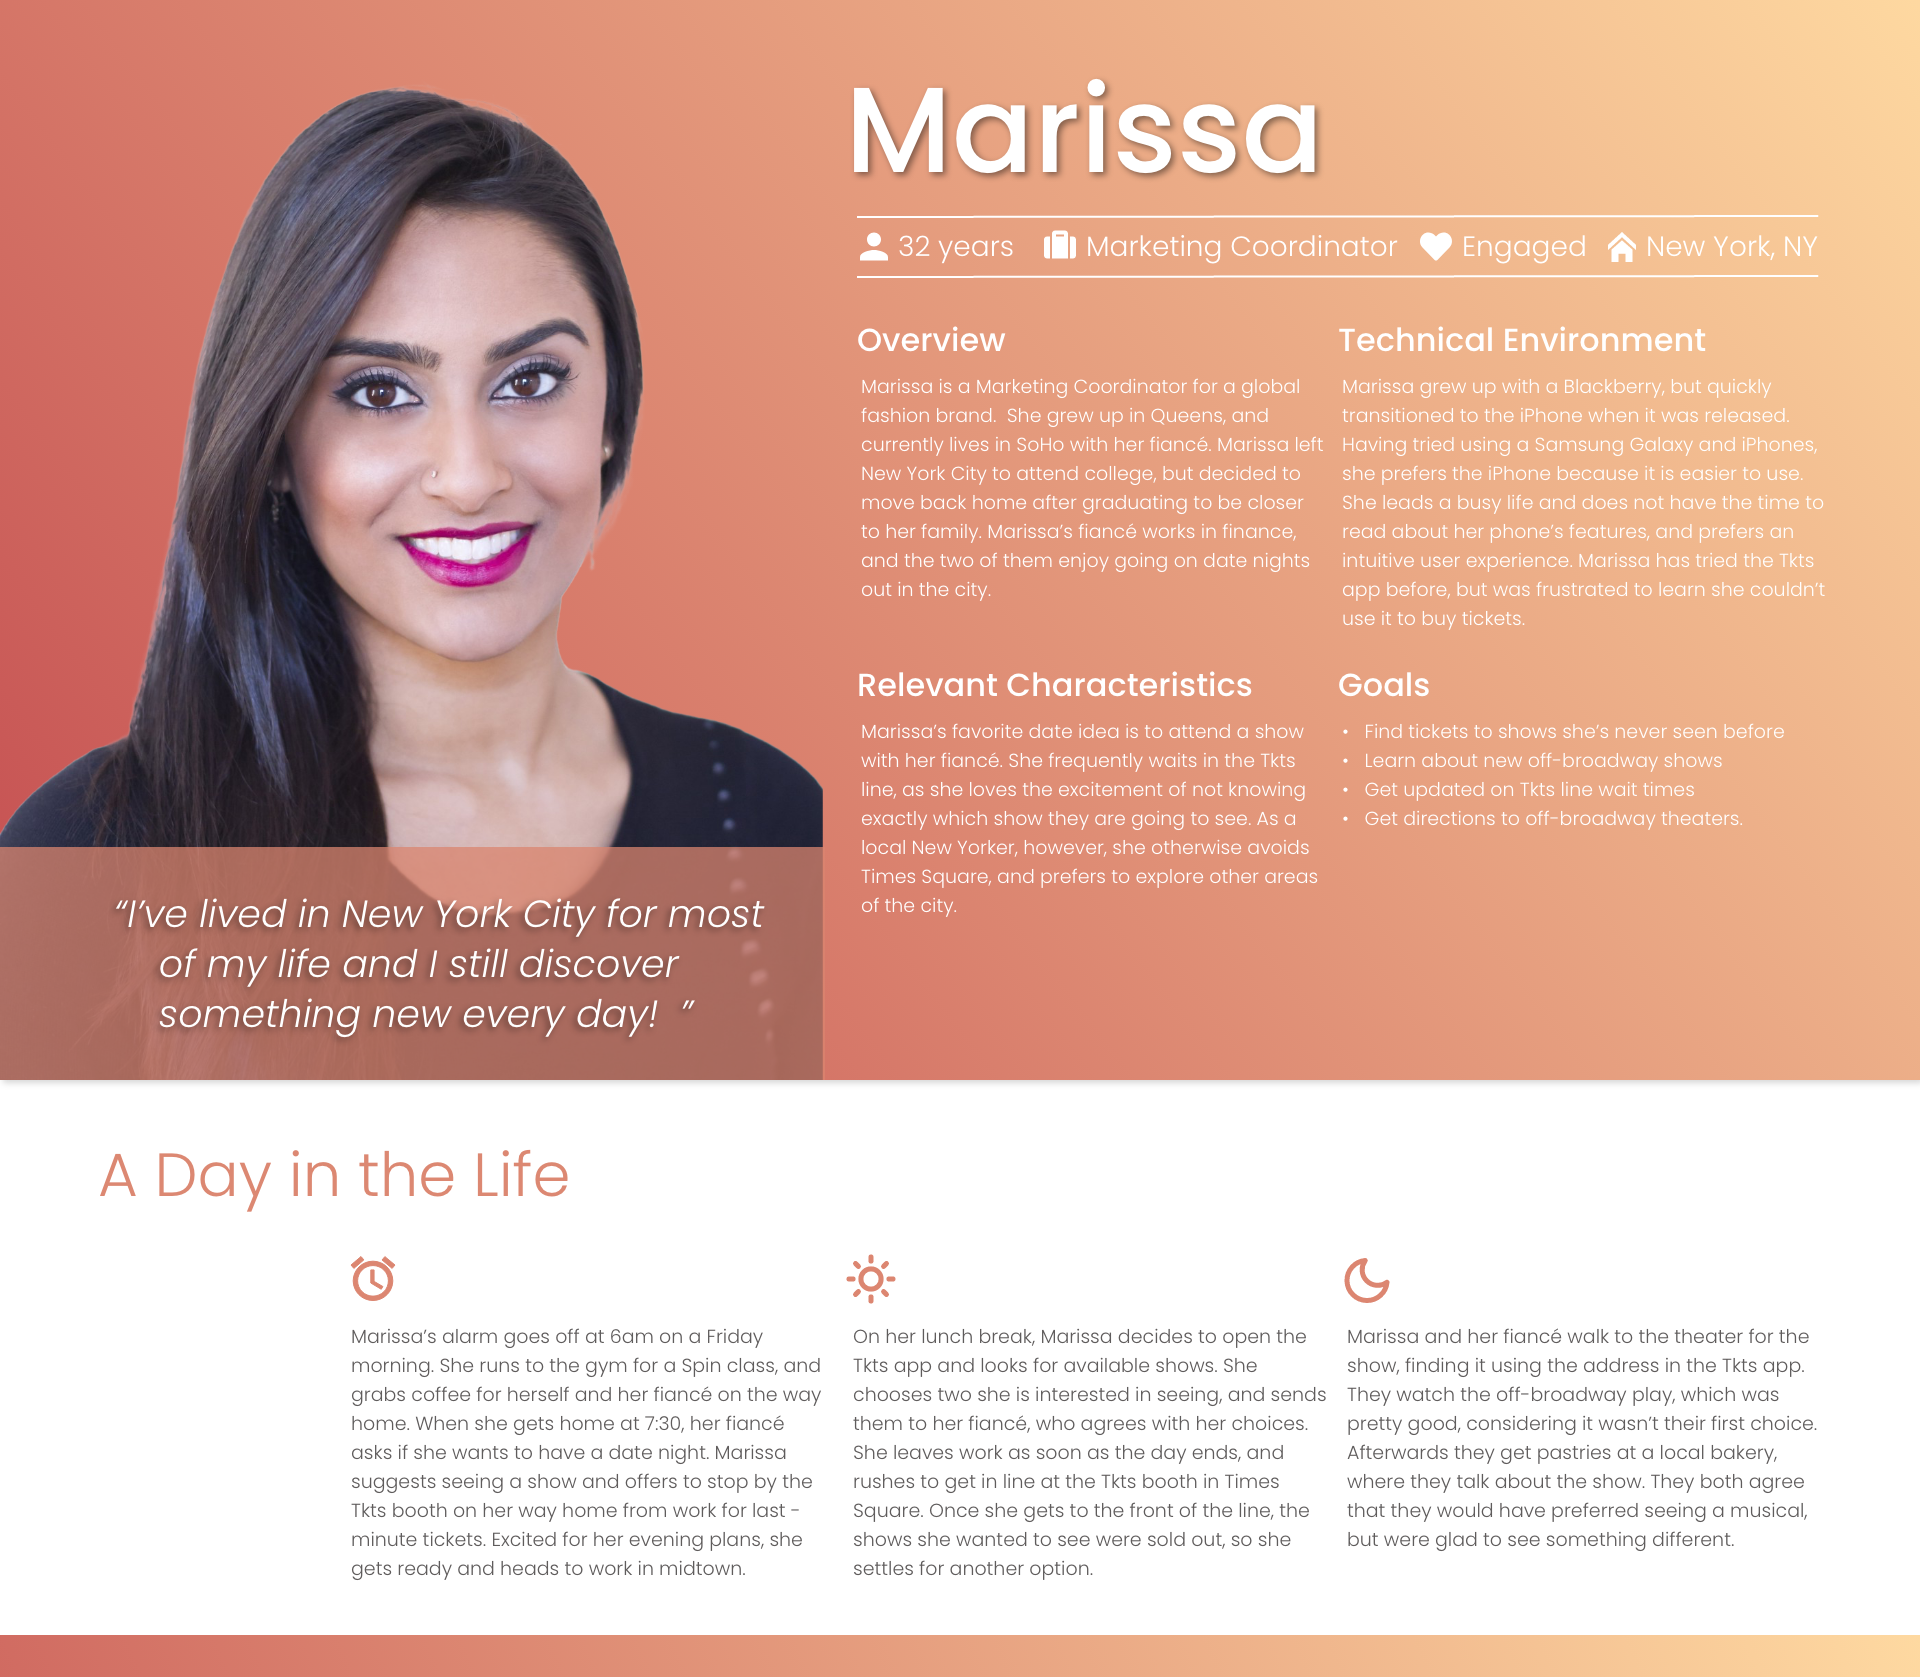 Marissa
32 years Marketing Coordinator Engaged New York, NY
Overview
Marissa is a Marketing Coordinator for a global
fashion brand.  She grew up in Queens, and
currently lives in SoHo with her fiancé. Marissa left
New York City to attend college, but decided to
move back home after graduating to be closer
to her family. Marissa’s fiancé works in finance,
and the two of them enjoy going on date nights
out in the city.
Technical Environment
Marissa grew up with a Blackberry, but quickly
transitioned to the iPhone when it was released.
Having tried using a Samsung Galaxy and iPhones,
she prefers the iPhone because it is easier to use.
She leads a busy life and does not have the time to
read about her phone’s features, and prefers an
intuitive user experience. Marissa has tried the Tkts
app before, but was frustrated to learn she couldn’t
use it to buy tickets.
Relevant Characteristics
Marissa’s favorite date idea is to attend a show
with her fiancé. She frequently waits in the Tkts
line, as she loves the excitement of not knowing
exactly which show they are going to see. As a
local New Yorker, however, she otherwise avoids
Times Square, and prefers to explore other areas
of the city.
Goals
• Find tickets to shows she’s never seen before
• Learn about new off-broadway shows
• Get updated on Tkts line wait times
• Get directions to off-broadway theaters.
“I’ve lived in New York City for most
of my life and I still discover
something new every day!  ”
A Day in the Life
Marissa’s alarm goes off at 6am on a Friday
morning. She runs to the gym for a Spin class, and
grabs coffee for herself and her fiancé on the way
home. When she gets home at 7:30, her fiancé
asks if she wants to have a date night. Marissa
suggests seeing a show and offers to stop by the
Tkts booth on her way home from work for last -
minute tickets. Excited for her evening plans, she
gets ready and heads to work in midtown.
On her lunch break, Marissa decides to open the
Tkts app and looks for available shows. She
chooses two she is interested in seeing, and sends
them to her fiancé, who agrees with her choices.
She leaves work as soon as the day ends, and
rushes to get in line at the Tkts booth in Times
Square. Once she gets to the front of the line, the
shows she wanted to see were sold out, so she
settles for another option.
Marissa and her fiancé walk to the theater for the
show, finding it using the address in the Tkts app.
They watch the off-broadway play, which was
pretty good, considering it wasn’t their first choice.
Afterwards they get pastries at a local bakery,
where they talk about the show. They both agree
that they would have preferred seeing a musical,
but were glad to see something different.